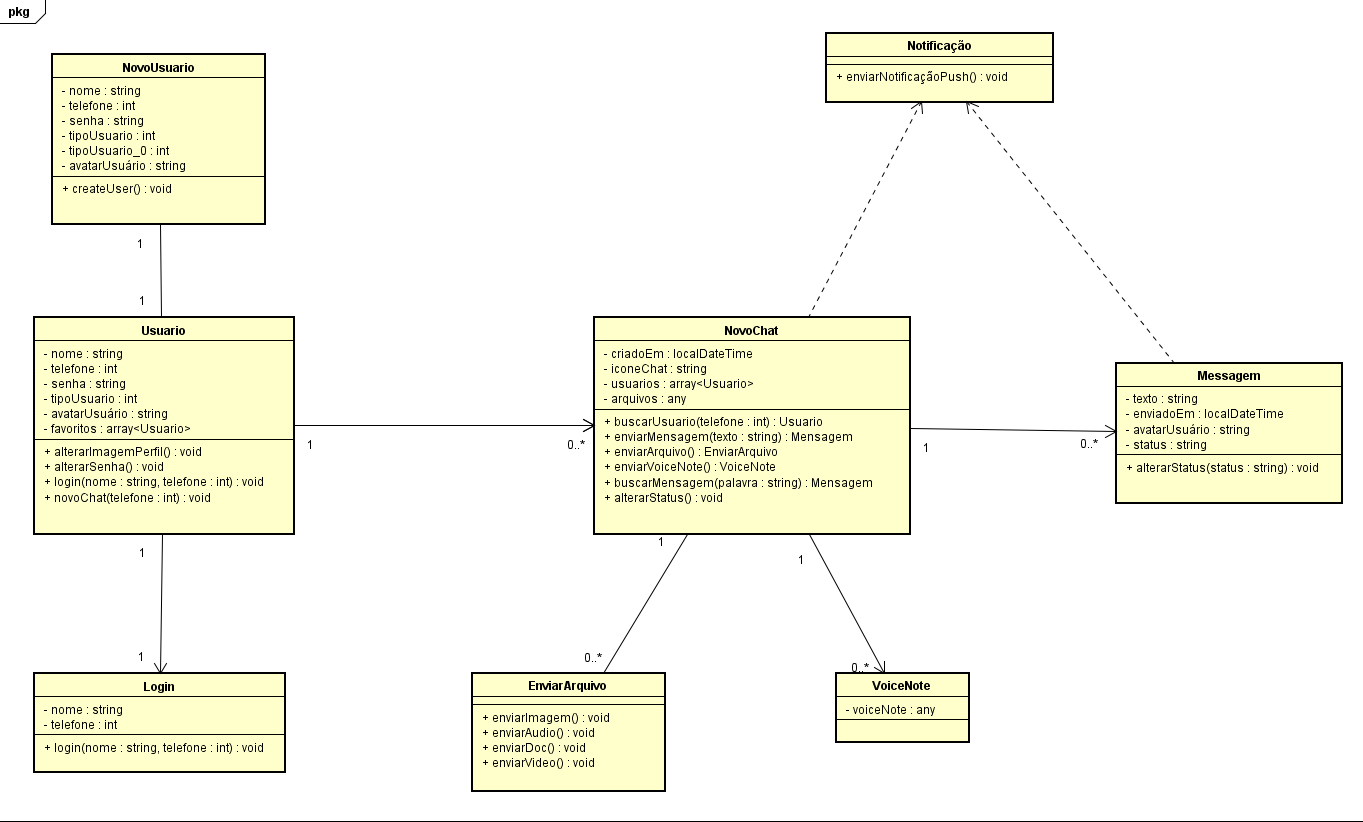 pkg
NovoUsuario
- nome : string
- telefone : int
- senha : string
- tipoUsuario : int
- tipoUsuario_0 : int
- avatarUsuário : string
+ createUser() : void
1
1
Notificação
+ enviarNotificaçãoPush() : void
Usuario
- nome : string
- telefone : int
- senha : string
- tipoUsuario : int
- avatarUsuário : string
- favoritos : array<Usuario>
+ alterarImagemPerfil() : void
+ alterarSenha() : void
+ login(nome : string, telefone : int) : void
+ novoChat(telefone : int) : void
1
0..*
NovoChat
- criadoEm : localDateTime
- iconeChat : string
- usuarios : array<Usuario>
- arquivos : any
+ buscarUsuario(telefone : int) : Usuario
+ enviarMensagem(texto : string) : Mensagem
+ enviarArquivo() : EnviarArquivo
+ enviarVoiceNote() : VoiceNote
+ buscarMensagem(palavra : string) : Mensagem
+ alterarStatus() : void
1
0..*
Messagem
- texto : string
- enviadoEm : localDateTime
- avatarUsuário : string
- status : string
+ alterarStatus(status : string) : void
1
1
Login
- nome : string
- telefone : int
+ login(nome : string, telefone : int) : void
1
0..*
EnviarArquivo
+ enviarImagem() : void
+ enviarAudio() : void
+ enviarDoc() : void
+ enviarVideo() : void
1
0..*
VoiceNote
- voiceNote : any